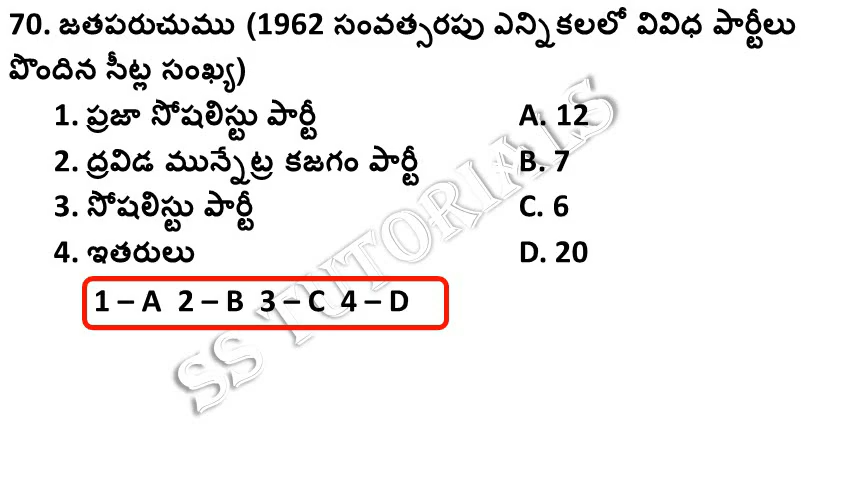 70. జతపరుచుము (1962 సంవత్సరపు ఎన్నికలలో వివిధ పార్టీలు
పొందిన సీట్ల సంఖ్య)
1. ప్రజా సోషలిస్టు పార్టీ A. 12
2. ద్రవిడ మున్నేట్ర కజగం పార్టీ B. 7
3. సోషలిస్టు పార్టీ C. 6
4. ఇతరులు D. 20
1 – A 2 – B 3 – C 4 – D
SS TUTORIALS